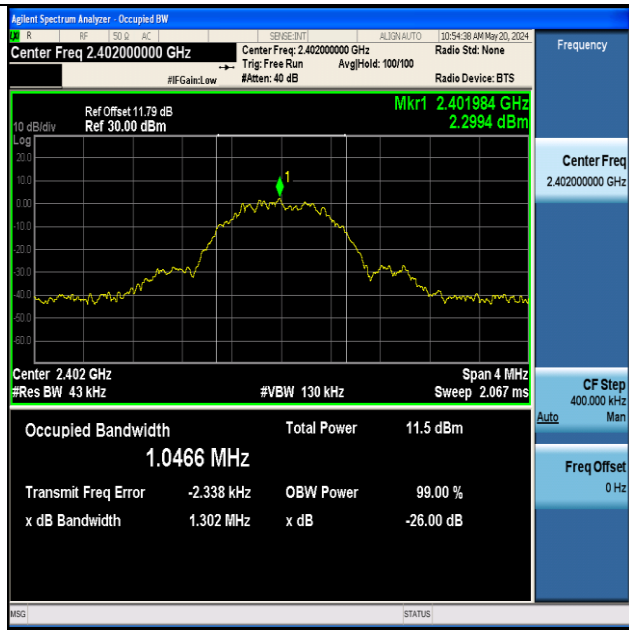 Agilent Spectrum Analyzer - Occupied BW
LXI R RF 50 Ω AC SENSE:INT ALIGN AUTO 10:54:38 AM May 20, 2024
Center Freq 2.402000000 GHz Center Freq: 2.402000000 GHz Radio Std: None Frequency
Trig: Free Run Avg|Hold: 100/100
#IFGain:Low #Atten: 40 dB Radio Device: BTS
Ref Offset 11.79 dB Mkr1 2.401984 GHz
10 dB/div Ref 30.00 dBm 2.2994 dBm
Log
20.0
Center Freq
2.402000000 GHz
10.0
1
0.00
-10.0
-20.0
-30.0
-40.0
-50.0
-60.0
Center 2.402 GHz Span 4 MHz
#Res BW 43 kHz #VBW 130 kHz Sweep 2.067 ms
CF Step
400.000 kHz
Auto Man
Occupied Bandwidth Total Power 11.5 dBm
1.0466 MHz
Freq Offset
0 Hz
Transmit Freq Error -2.338 kHz OBW Power 99.00 %
x dB Bandwidth 1.302 MHz x dB -26.00 dB
MSG STATUS